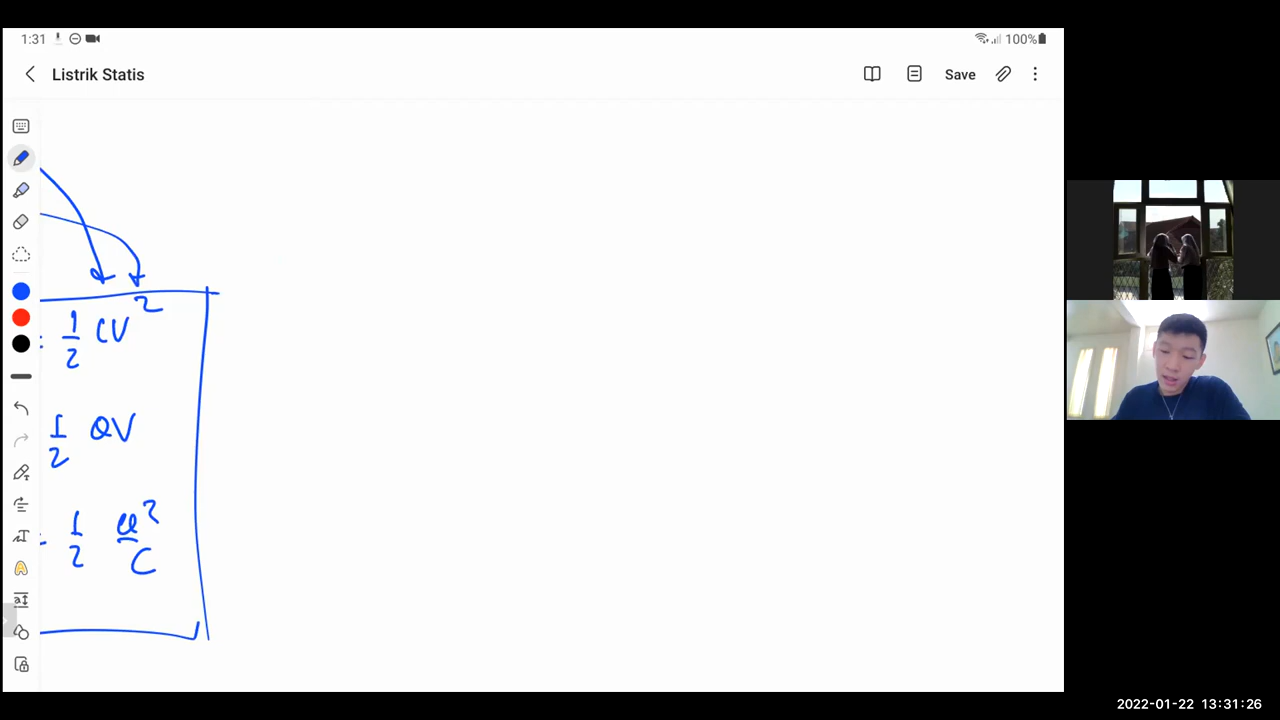 1:31 100%
Listrik Statis Save
= 1/2 CV²
1/2 QV
= 1/2 Q²/C
2022-01-22 13:31:26